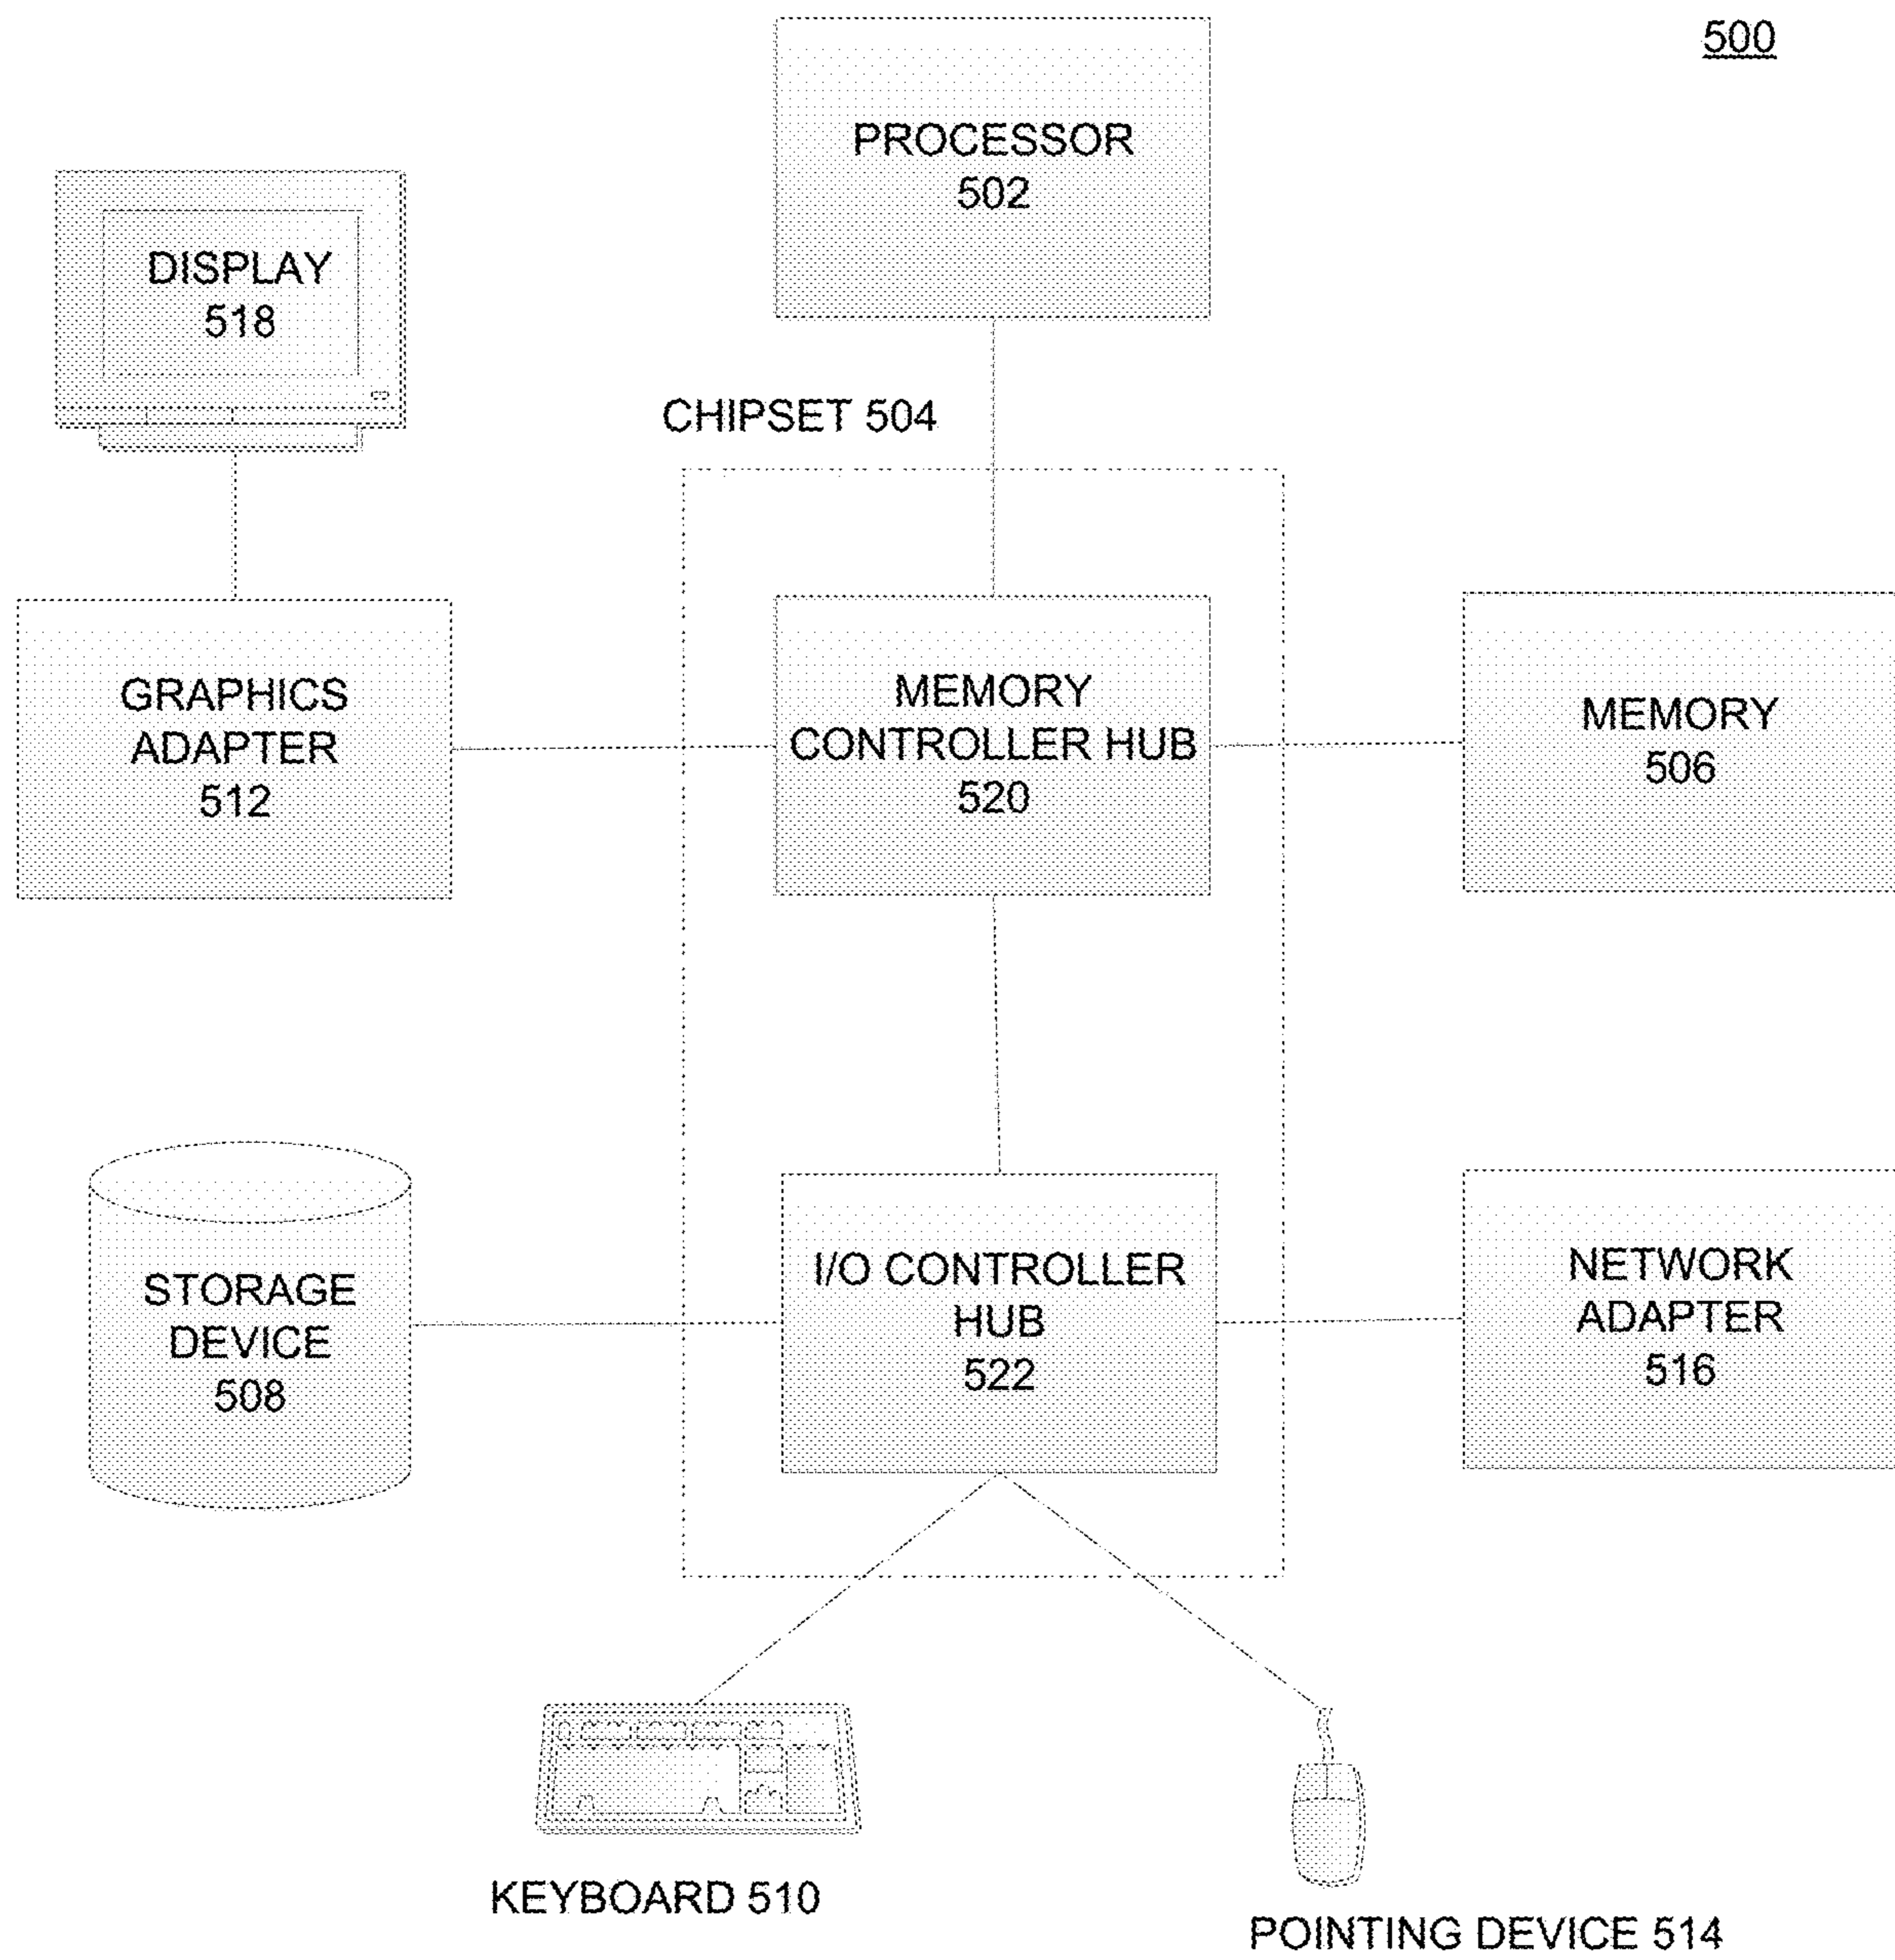 500
PROCESSOR
502
DISPLAY
518
CHIPSET 504
GRAPHICS
ADAPTER
512
MEMORY
CONTROLLER HUB
520
MEMORY
506
STORAGE
DEVICE
508
I/O CONTROLLER
HUB
522
NETWORK
ADAPTER
516
KEYBOARD 510
POINTING DEVICE 514